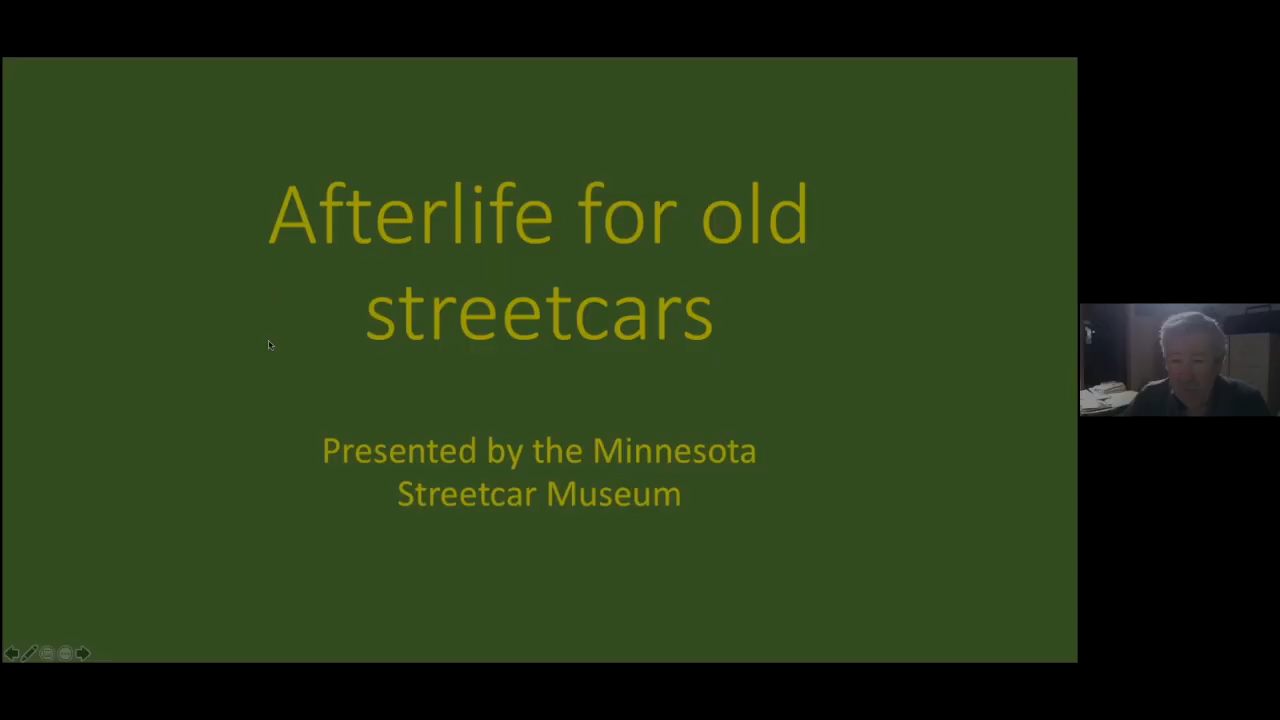 Afterlife for old
streetcars
Presented by the Minnesota
Streetcar Museum